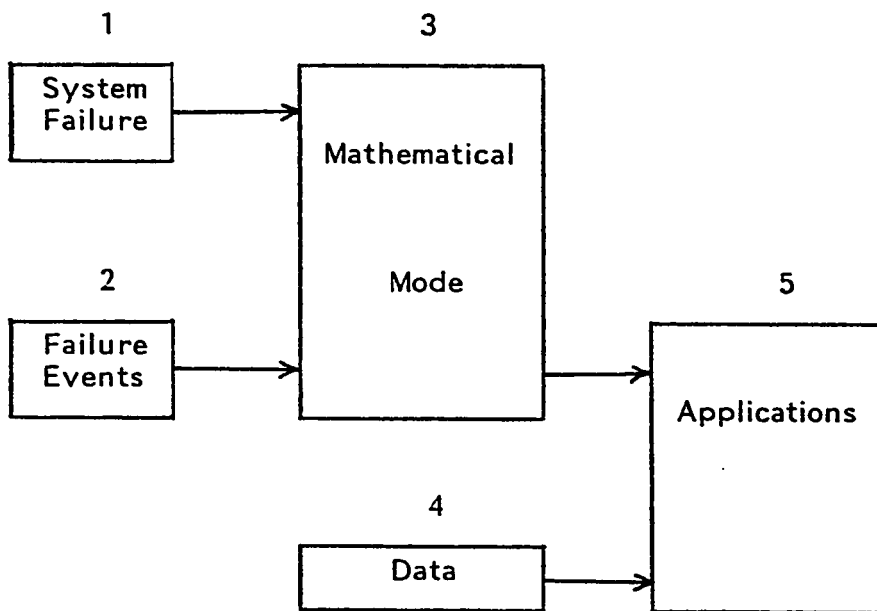 1
System
Failure
3
Mathematical
Mode
2
Failure
Events
5
Applications
4
Data